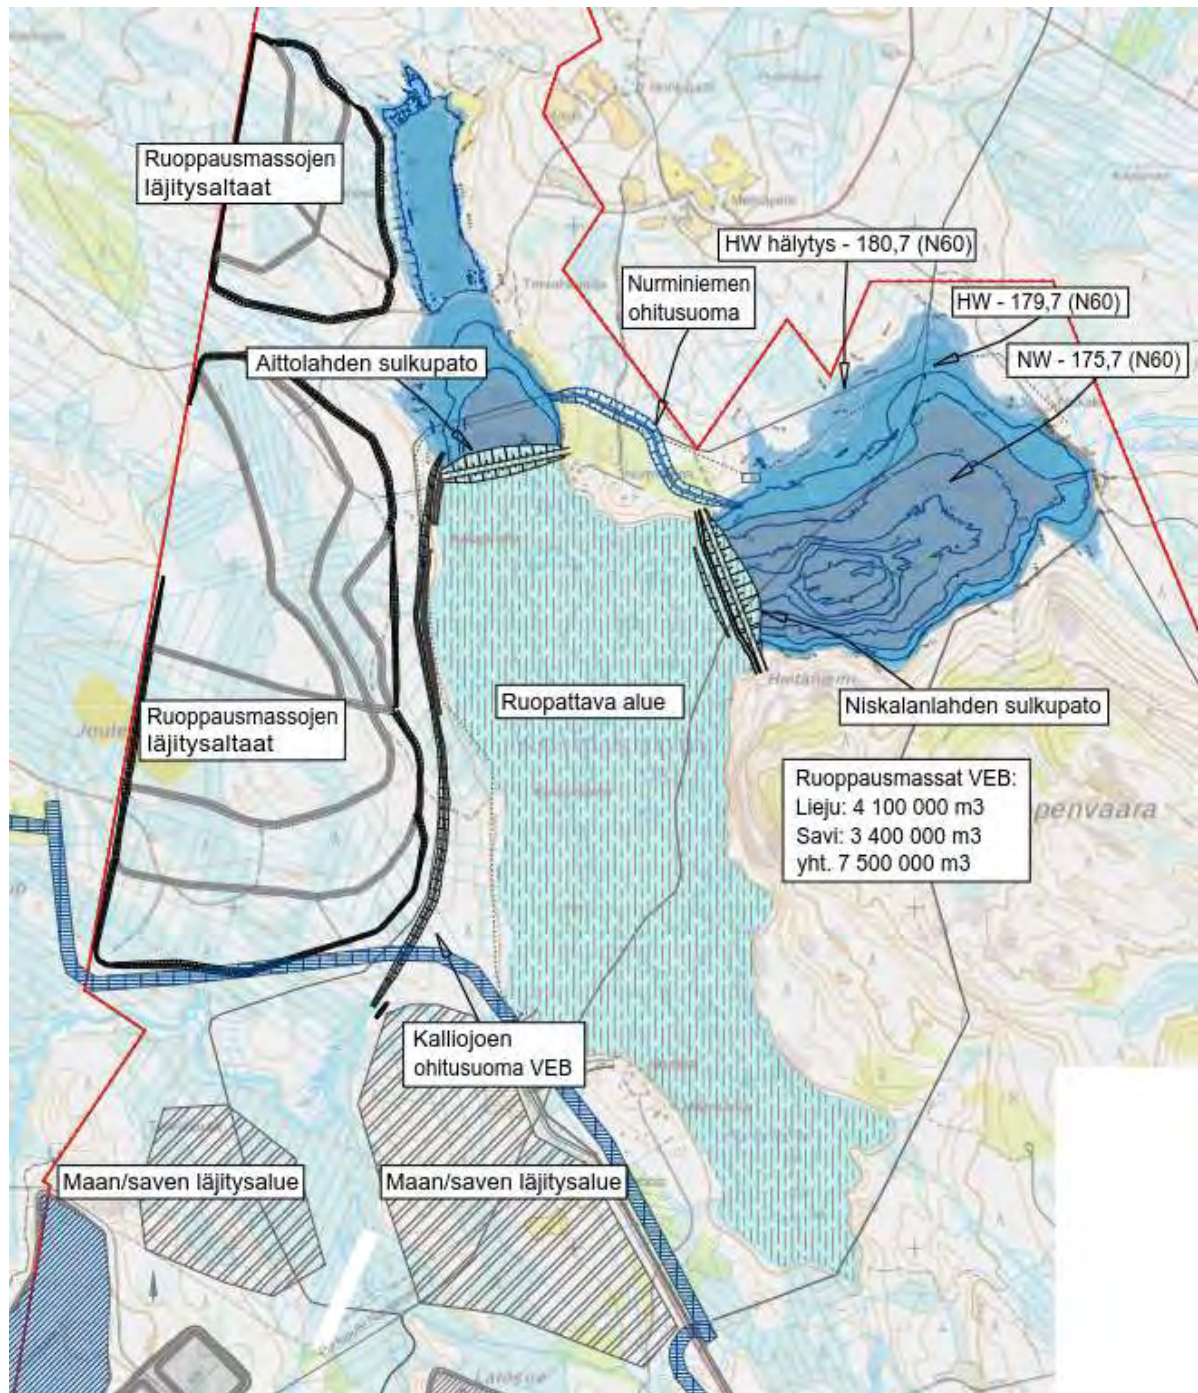 Ruoppausmassojen
läjitysaltaat
HW hälytys - 180,7 (N60)
Nurminiemen
ohitusuoma
HW - 179,7 (N60)
NW - 175,7 (N60)
Aittolahden sulkupato
Ruopattava alue
Niskalanlahden sulkupato
Ruoppausmassojen
läjitysaltaat
Ruoppausmassat VEB:
Lieju: 4 100 000 m3
Savi: 3 400 000 m3
yht. 7 500 000 m3
penvaara
Kalliojoen
ohitusuoma VEB
Maan/saven läjitysalue
Maan/saven läjitysalue